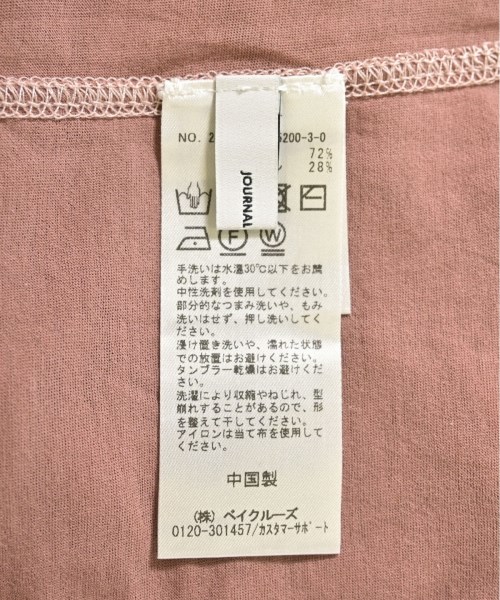 NO. 2
5200-3-0
72%
28%
JOURNAL
F
W
手洗いは水温30℃以下をお薦
めします。
中性洗剤を使用してください。
部分的なつまみ洗いや、もみ
洗いはせず、押し洗いしてく
ださい。
浸け置き洗いや、濡れた状態
での放置はお避けください。
タンブラー乾燥はお避けください。
洗濯により収縮やねじれ、型
崩れすることがあるので、形
を整えて干してください。
アイロンは当て布を使用して
ください。
中国製
(株) ベイクルーズ
0120-301457/カスタマーサポート